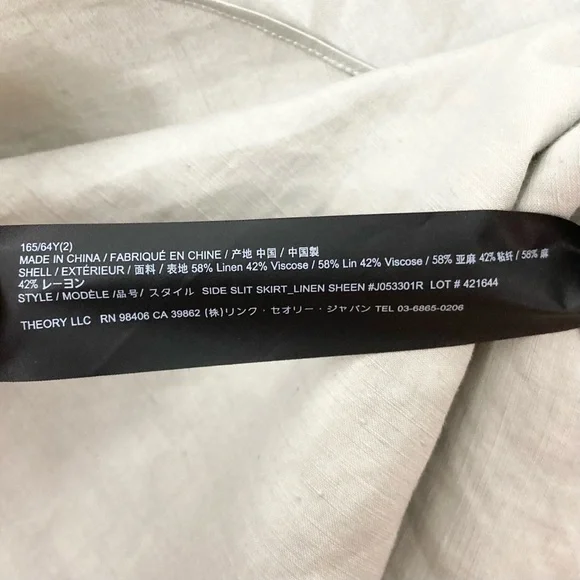 165/64Y(2)
MADE IN CHINA / FABRIQUÉ EN CHINE / 产地 中国 / 中国製
SHELL / EXTÉRIEUR / 面料 / 表地 58% Linen 42% Viscose / 58% Lin 42% Viscose / 58% 亚麻 42% 粘纤 / 58% 麻
42% レーヨン
STYLE / MODÈLE /品号/ スタイル SIDE SLIT SKIRT_LINEN SHEEN #J053301R LOT # 421644
THEORY LLC RN 98406 CA 39862 (株)リンク・セオリー・ジャパン TEL 03-6865-0206